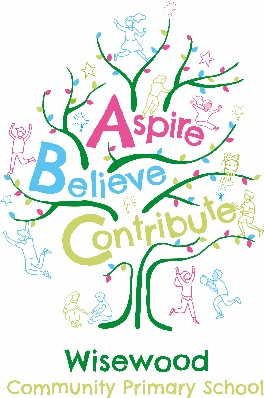 Aspire
Believe
Contribute
Wisewood
Community Primary School